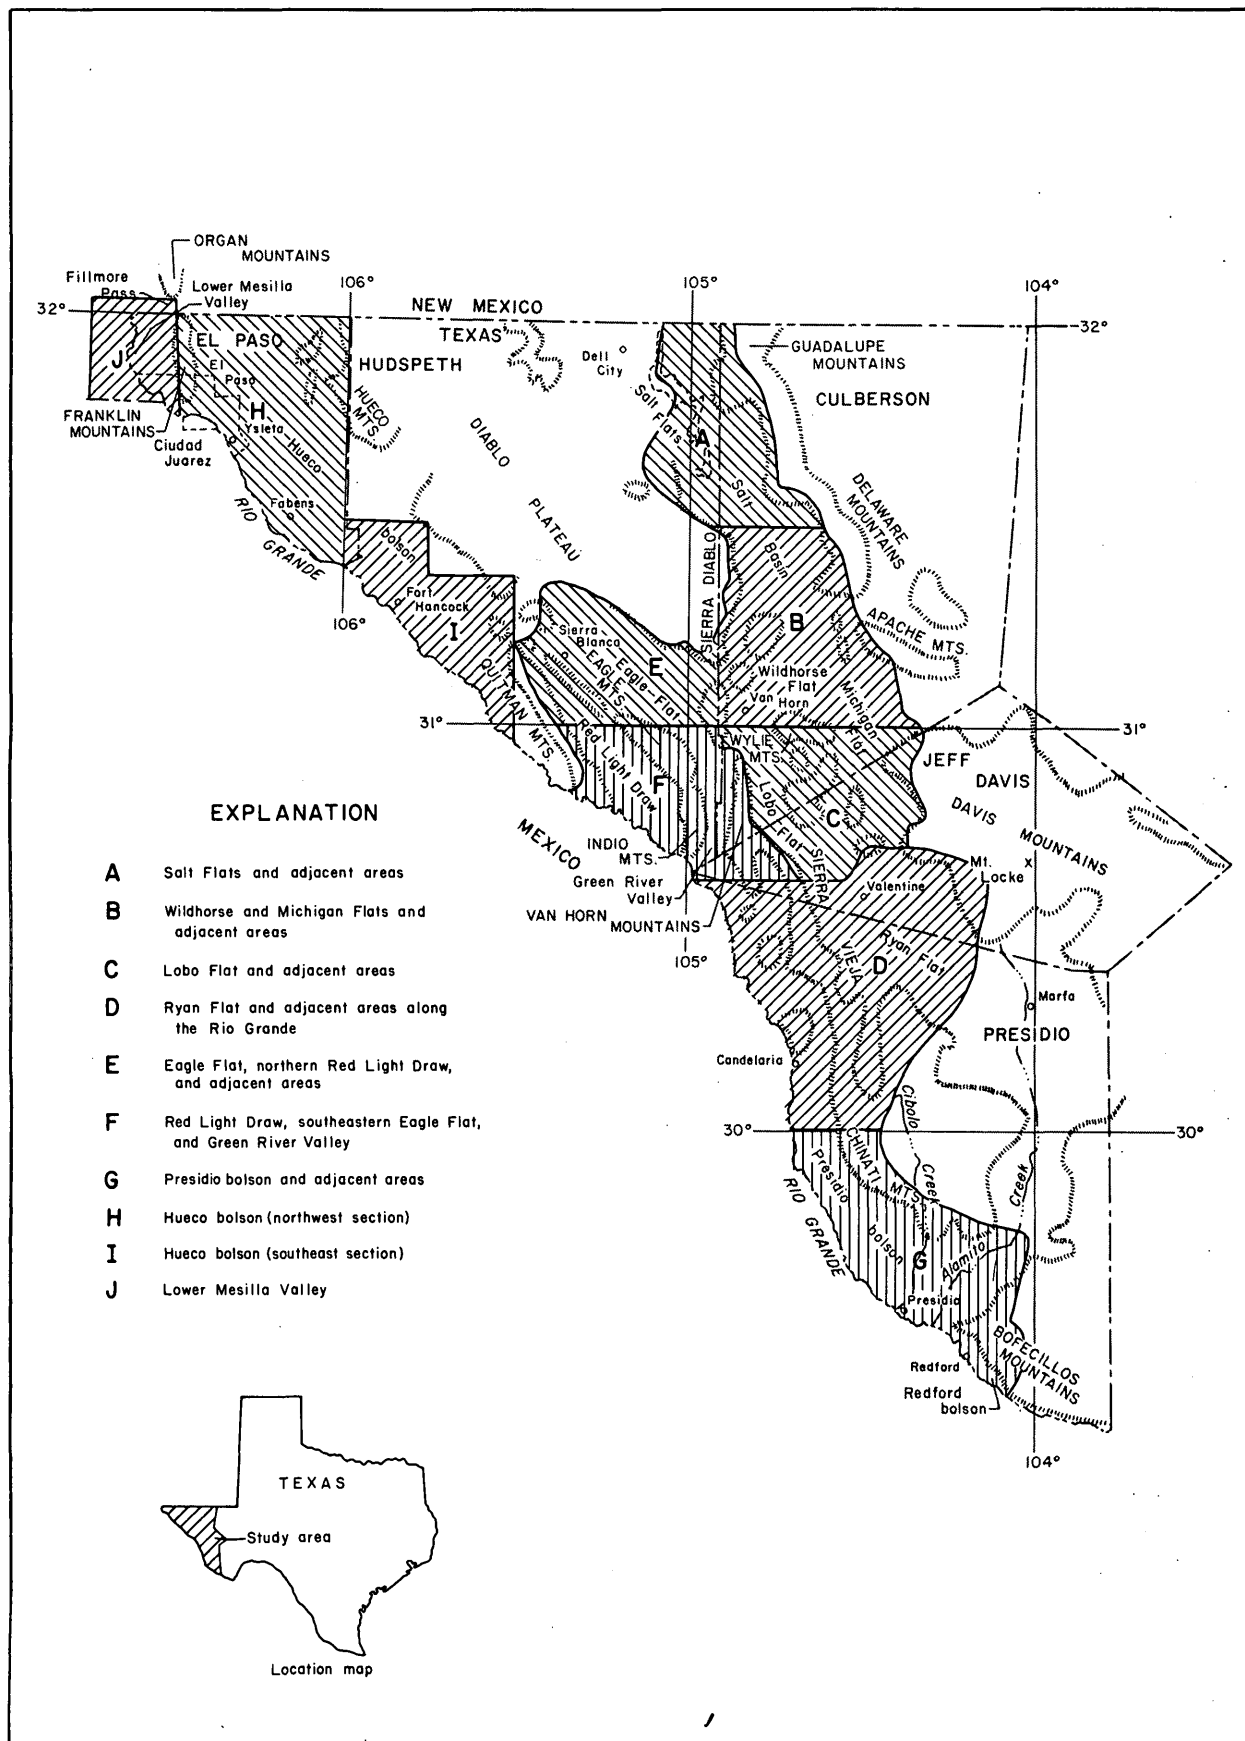 ORGAN
MOUNTAINS
Fillmore
Pass
Lower Mesilla
Valley
106°
105°
104°
32°
NEW MEXICO
TEXAS
32°
EL PASO
HUDSPETH
Dell
City
GUADALUPE
MOUNTAINS
CULBERSON
J
El
Paso
H
Ysleta
Hueco
HUECO
MTS.
FRANKLIN
MOUNTAINS
Ciudad
Juarez
Salt Flats
A
Salt
DIABLO
PLATEAU
DELAWARE
MOUNTAINS
RIO
GRANDE
Fabens
bolson
SIERRA DIABLO
Basin
106°
Fort
Hancock
I
B
APACHE MTS.
Sierra
Blanca
EAGLE
MTS.
Eagle-Flat
E
Wildhorse
Flat
Van Horn
Michigan
Flat
QUITMAN MTS.
31°
31°
Red Light Draw
F
WYLIE
MTS.
Lobo Flat
C
JEFF
DAVIS
DAVIS
MOUNTAINS
MEXICO
INDIO
MTS.
Green River
Valley
VAN HORN
MOUNTAINS
SIERRA
VIEJA
Valentine
Mt.
Locke
x
105°
Ryan Flat
D
Marfa
PRESIDIO
Candelaria
30°
30°
Cibolo
Creek
CHINATI
MTS.
Creek
Presidio
bolson
RIO GRANDE
G
Alamito
Presidio
BOFECILLOS
MOUNTAINS
Redford
Redford
bolson
104°
EXPLANATION
A Salt Flats and adjacent areas
B Wildhorse and Michigan Flats and
adjacent areas
C Lobo Flat and adjacent areas
D Ryan Flat and adjacent areas along
the Rio Grande
E Eagle Flat, northern Red Light Draw,
and adjacent areas
F Red Light Draw, southeastern Eagle Flat,
and Green River Valley
G Presidio bolson and adjacent areas
H Hueco bolson (northwest section)
I Hueco bolson (southeast section)
J Lower Mesilla Valley
TEXAS
Study area
Location map